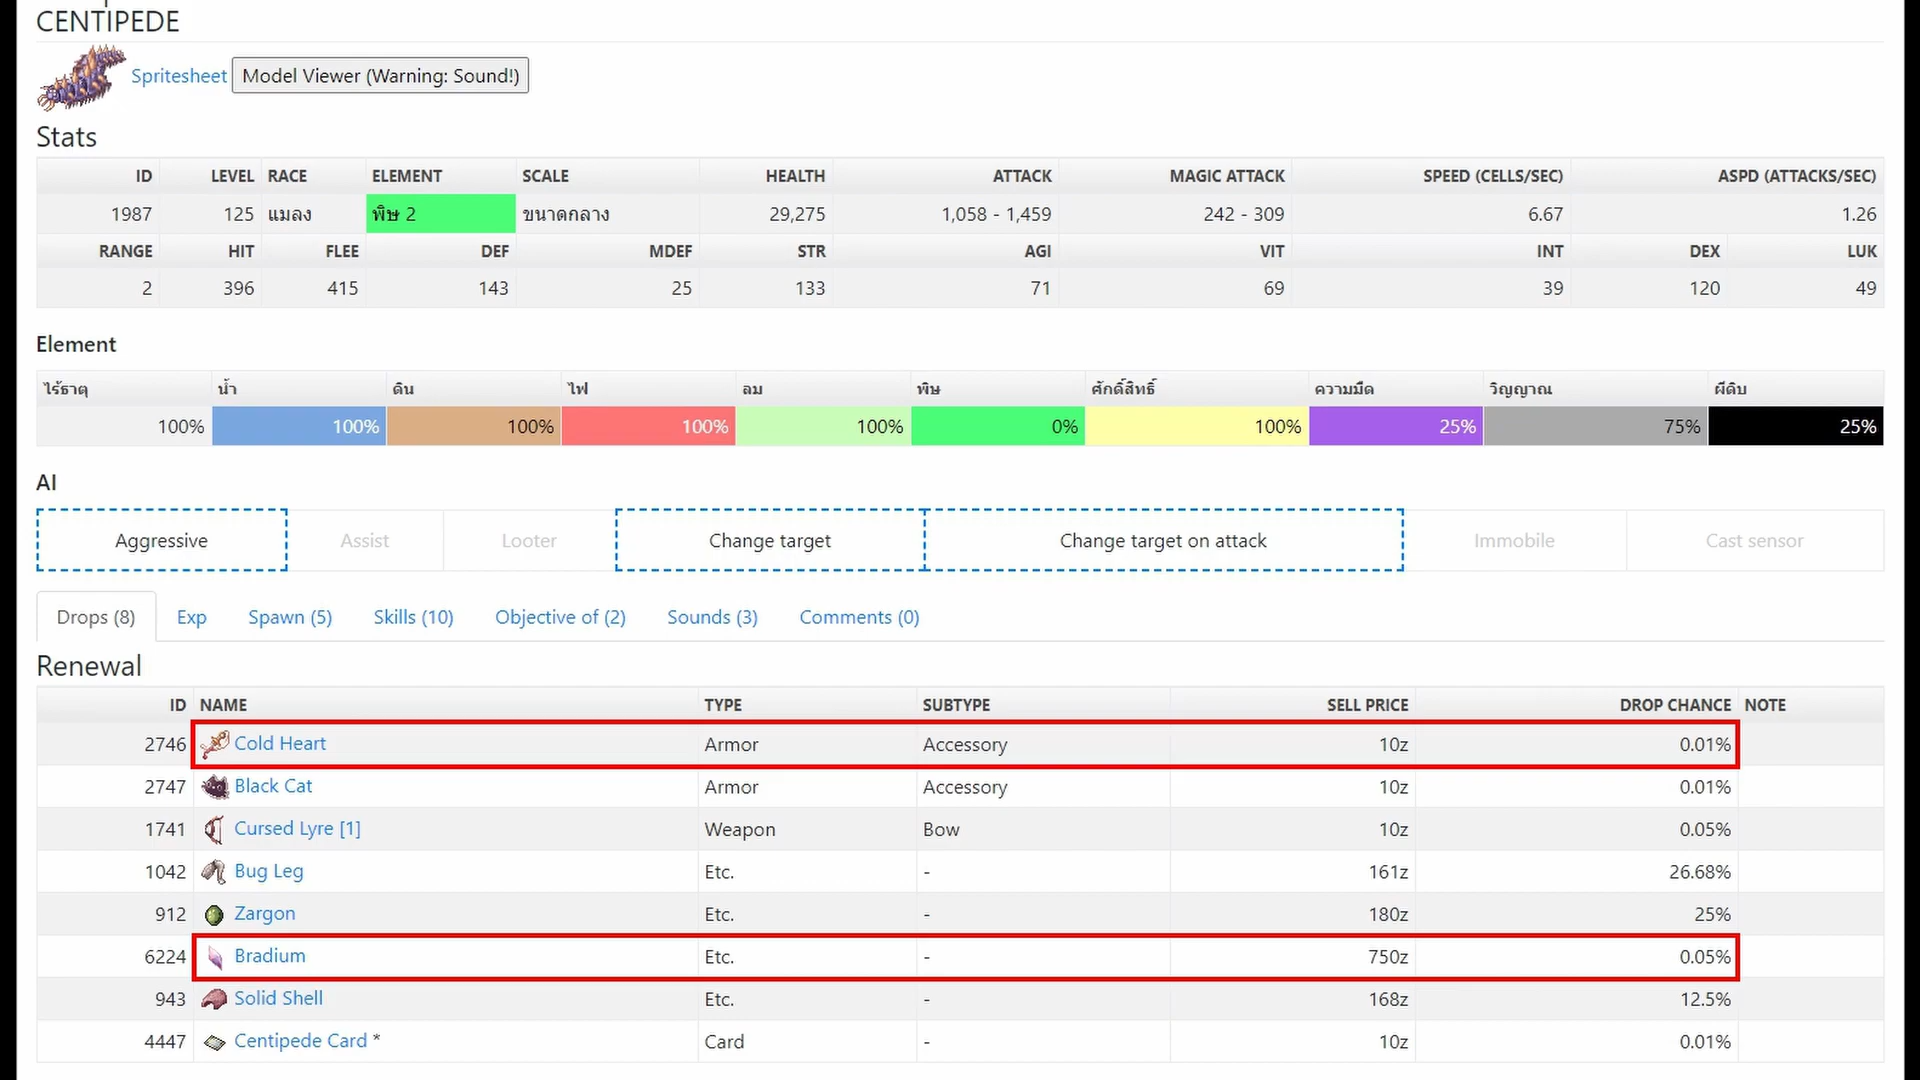 CENTIPEDE
Spritesheet Model Viewer (Warning: Sound!)
Stats
ID LEVEL RACE ELEMENT SCALE HEALTH ATTACK MAGIC ATTACK SPEED (CELLS/SEC) ASPD (ATTACKS/SEC)
1987 125 แมลง พิษ 2 ขนาดกลาง 29,275 1,058 - 1,459 242 - 309 6.67 1.26
RANGE HIT FLEE DEF MDEF STR AGI VIT INT DEX LUK
2 396 415 143 25 133 71 69 39 120 49
Element
ไร้ธาตุ น้ำ ดิน ไฟ ลม พิษ ศักดิ์สิทธิ์ ความมืด วิญญาณ ผีดิบ
100% 100% 100% 100% 100% 0% 100% 25% 75% 25%
AI
Aggressive Assist Looter Change target Change target on attack Immobile Cast sensor
Drops (8) Exp Spawn (5) Skills (10) Objective of (2) Sounds (3) Comments (0)
Renewal
ID NAME TYPE SUBTYPE SELL PRICE DROP CHANCE NOTE
2746 Cold Heart Armor Accessory 10z 0.01%
2747 Black Cat Armor Accessory 10z 0.01%
1741 Cursed Lyre [1] Weapon Bow 10z 0.05%
1042 Bug Leg Etc. - 161z 26.68%
912 Zargon Etc. - 180z 25%
6224 Bradium Etc. - 750z 0.05%
943 Solid Shell Etc. - 168z 12.5%
4447 Centipede Card * Card - 10z 0.01%